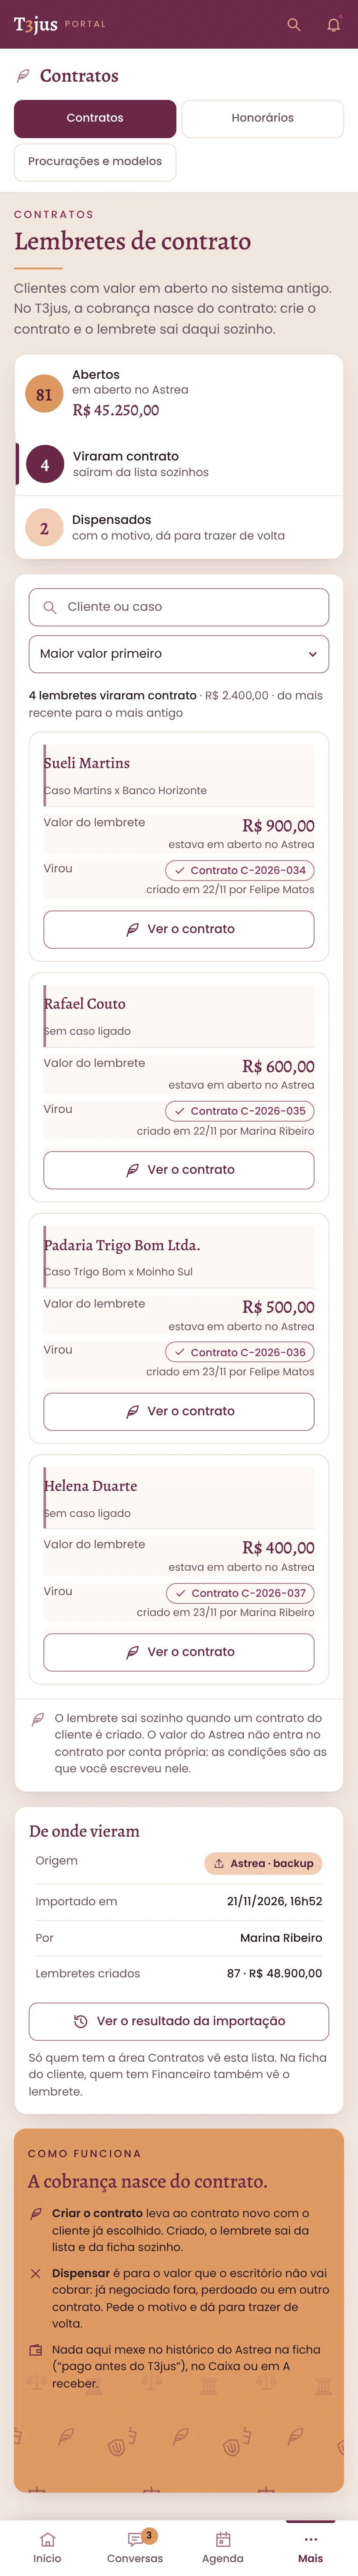 T3jus PORTAL
Contratos
Contratos
Honorários
Procurações e modelos
CONTRATOS
Lembretes de contrato
Clientes com valor em aberto no sistema antigo.
No T3jus, a cobrança nasce do contrato: crie o
contrato e o lembrete sai daqui sozinho.
81
Abertos
em aberto no Astrea
R$ 45.250,00
4
Viraram contrato
saíram da lista sozinhos
2
Dispensados
com o motivo, dá para trazer de volta
Cliente ou caso
Maior valor primeiro
4 lembretes viraram contrato · R$ 2.400,00 · do mais
recente para o mais antigo
Sueli Martins
Caso Martins x Banco Horizonte
Valor do lembrete
R$ 900,00
estava em aberto no Astrea
Virou
Contrato C-2026-034
criado em 22/11 por Felipe Matos
Ver o contrato
Rafael Couto
Sem caso ligado
Valor do lembrete
R$ 600,00
estava em aberto no Astrea
Virou
Contrato C-2026-035
criado em 22/11 por Marina Ribeiro
Ver o contrato
Padaria Trigo Bom Ltda.
Caso Trigo Bom x Moinho Sul
Valor do lembrete
R$ 500,00
estava em aberto no Astrea
Virou
Contrato C-2026-036
criado em 23/11 por Felipe Matos
Ver o contrato
Helena Duarte
Sem caso ligado
Valor do lembrete
R$ 400,00
estava em aberto no Astrea
Virou
Contrato C-2026-037
criado em 23/11 por Marina Ribeiro
Ver o contrato
O lembrete sai sozinho quando um contrato do
cliente é criado. O valor do Astrea não entra no
contrato por conta própria: as condições são as
que você escreveu nele.
De onde vieram
Origem
Astrea · backup
Importado em
21/11/2026, 16h52
Por
Marina Ribeiro
Lembretes criados
87 · R$ 48.900,00
Ver o resultado da importação
Só quem tem a área Contratos vê esta lista. Na ficha
do cliente, quem tem Financeiro também vê o
lembrete.
COMO FUNCIONA
A cobrança nasce do contrato.
Criar o contrato leva ao contrato novo com o
cliente já escolhido. Criado, o lembrete sai da
lista e da ficha sozinho.
Dispensar é para o valor que o escritório não vai
cobrar: já negociado fora, perdoado ou em outro
contrato. Pede o motivo e dá para trazer de
volta.
Nada aqui mexe no histórico do Astrea na ficha
(“pago antes do T3jus”), no Caixa ou em A
receber.
Início
3
Conversas
Agenda
Mais